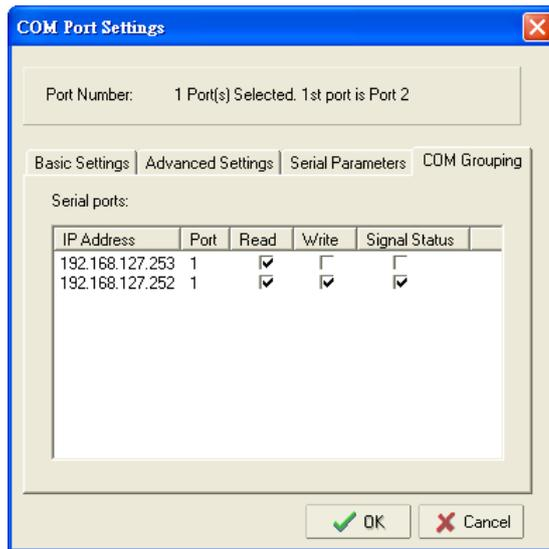 COM Port Settings
Port Number: 1 Port(s) Selected. 1st port is Port 2
Basic Settings Advanced Settings Serial Parameters COM Grouping
Serial ports:
IP Address Port Read Write Signal Status
192.168.127.253 1
192.168.127.252 1
OK Cancel